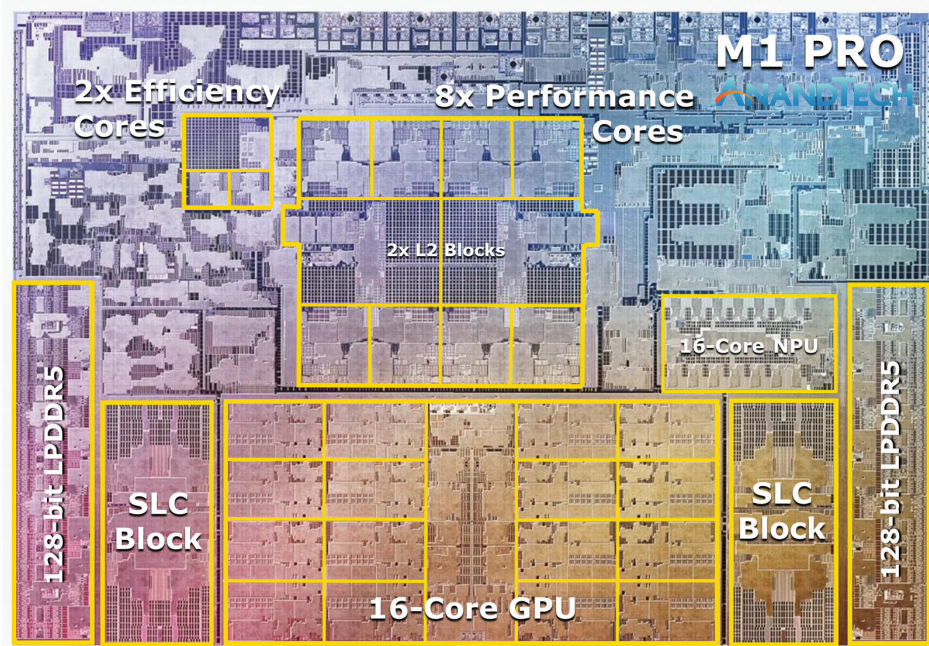 M1 PRO
ANANDTECH
2x Efficiency
Cores
8x Performance
Cores
2x L2 Blocks
16-Core NPU
128-bit LPDDR5
128-bit LPDDR5
SLC
Block
SLC
Block
16-Core GPU